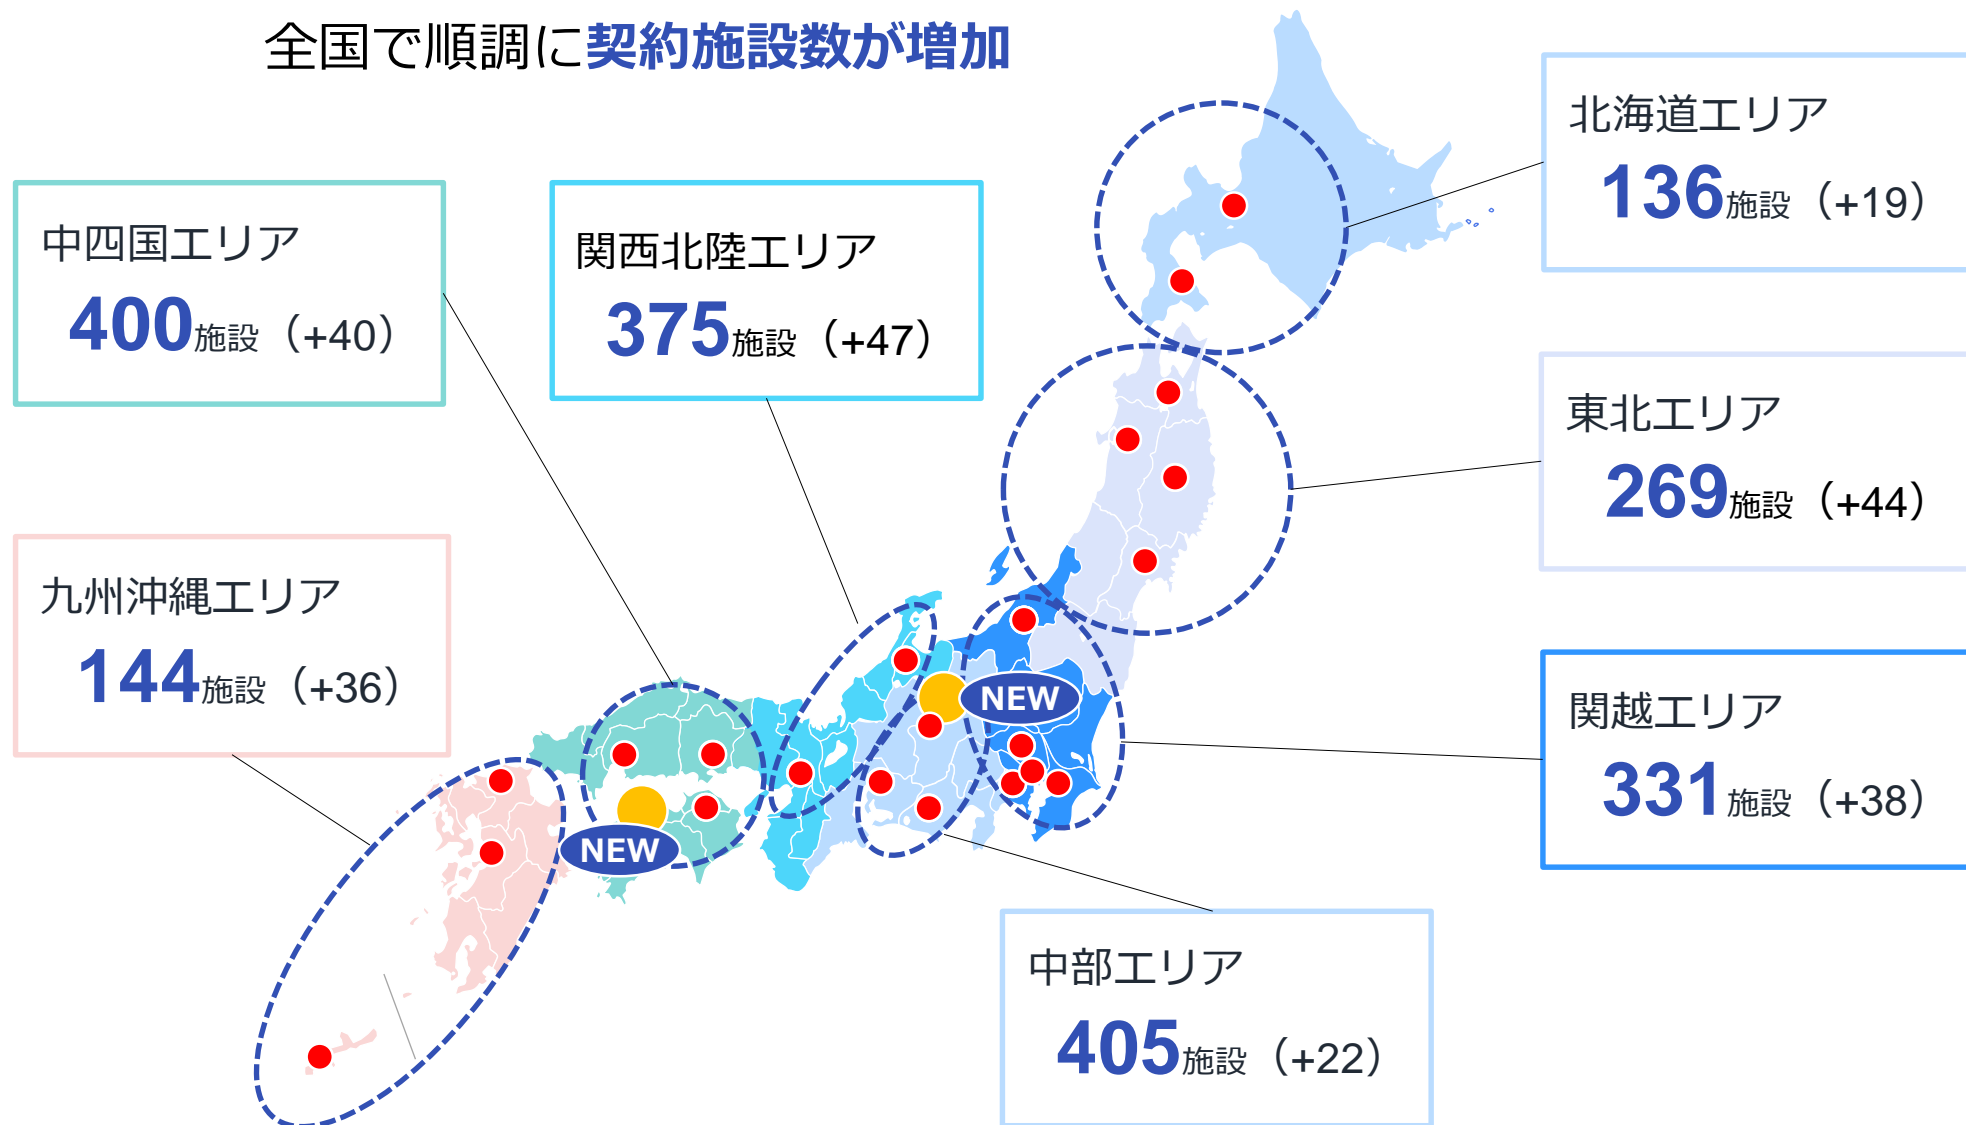 全国で順調に契約施設数が増加
北海道エリア
136施設（+19）
中四国エリア
400施設（+40）
関西北陸エリア
375施設（+47）
東北エリア
269施設（+44）
九州沖縄エリア
144施設（+36）
関越エリア
331施設（+38）
NEW
NEW
中部エリア
405施設（+22）